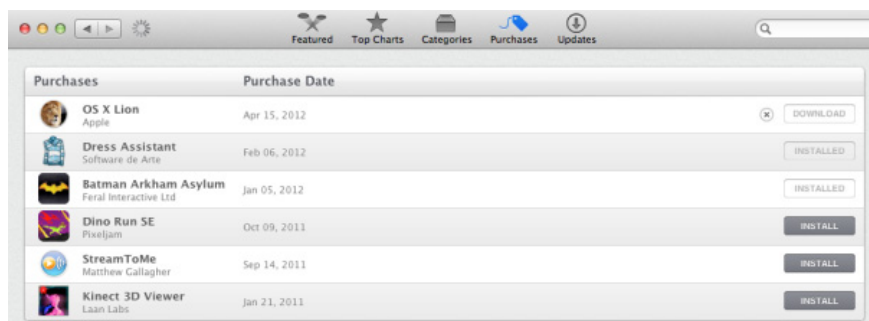 Featured Top Charts Categories Purchases Updates
Purchases Purchase Date
OS X Lion
Apple
Apr 15, 2012
DOWNLOAD
Dress Assistant
Software de Arte
Feb 06, 2012
INSTALLED
Batman Arkham Asylum
Feral Interactive Ltd
Jan 05, 2012
INSTALLED
Dino Run SE
Pixeljam
Oct 09, 2011
INSTALL
StreamToMe
Matthew Gallagher
Sep 14, 2011
INSTALL
Kinect 3D Viewer
Laan Labs
Jan 21, 2011
INSTALL